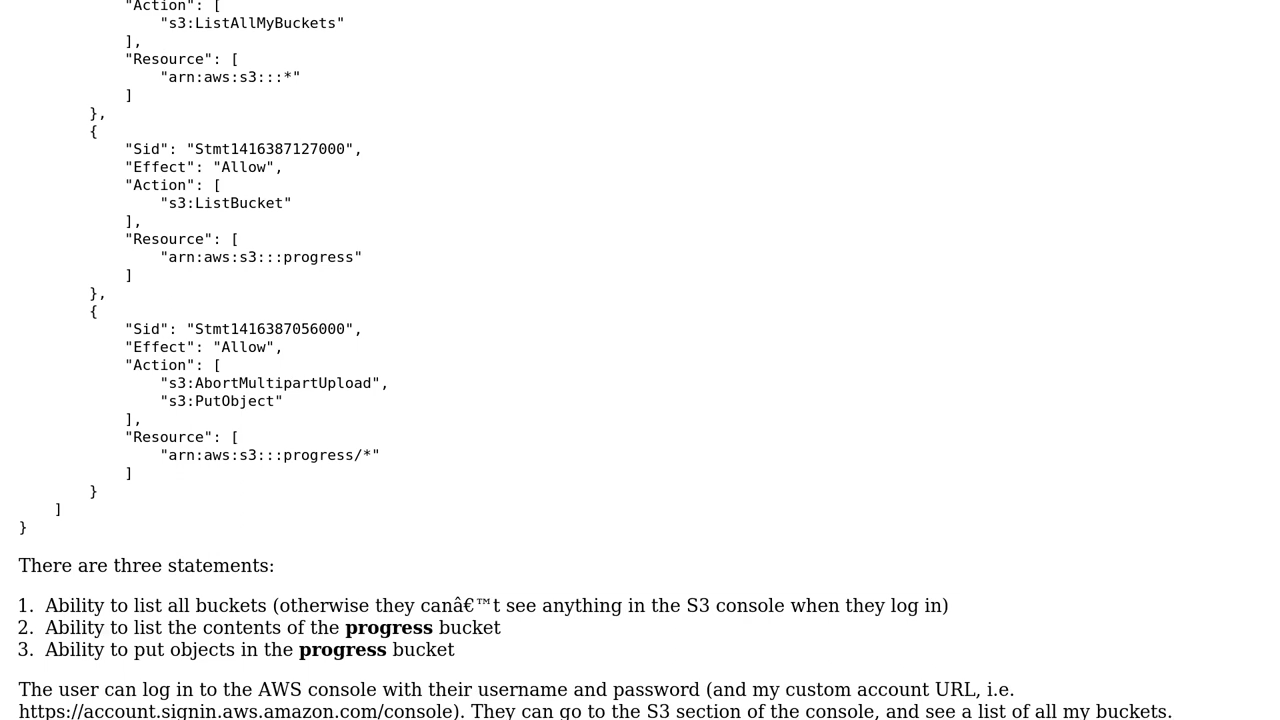 "Action": [
"s3:ListAllMyBuckets"
],
"Resource": [
"arn:aws:s3:::*"
]
},
{
"Sid": "Stmt1416387127000",
"Effect": "Allow",
"Action": [
"s3:ListBucket"
],
"Resource": [
"arn:aws:s3:::progress"
]
},
{
"Sid": "Stmt1416387056000",
"Effect": "Allow",
"Action": [
"s3:AbortMultipartUpload",
"s3:PutObject"
],
"Resource": [
"arn:aws:s3:::progress/*"
]
}
]
}
There are three statements:
1. Ability to list all buckets (otherwise they canâ€™t see anything in the S3 console when they log in)
2. Ability to list the contents of the progress bucket
3. Ability to put objects in the progress bucket
The user can log in to the AWS console with their username and password (and my custom account URL, i.e.
https://account.signin.aws.amazon.com/console). They can go to the S3 section of the console, and see a list of all my buckets.